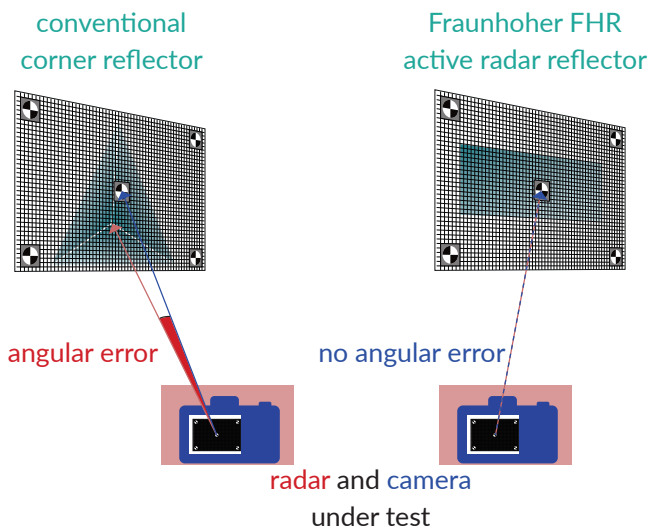 conventional
corner reflector
Fraunhoher FHR
active radar reflector
angular error
no angular error
radar and camera
under test